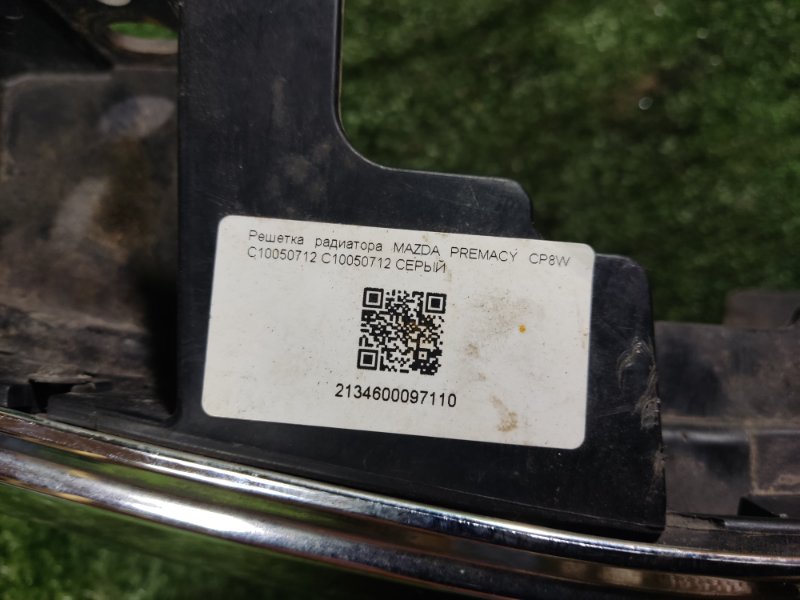 Решетка радиатора MAZDA PREMACY CP8W
C10050712 C10050712 СЕРЫЙ
2134600097110